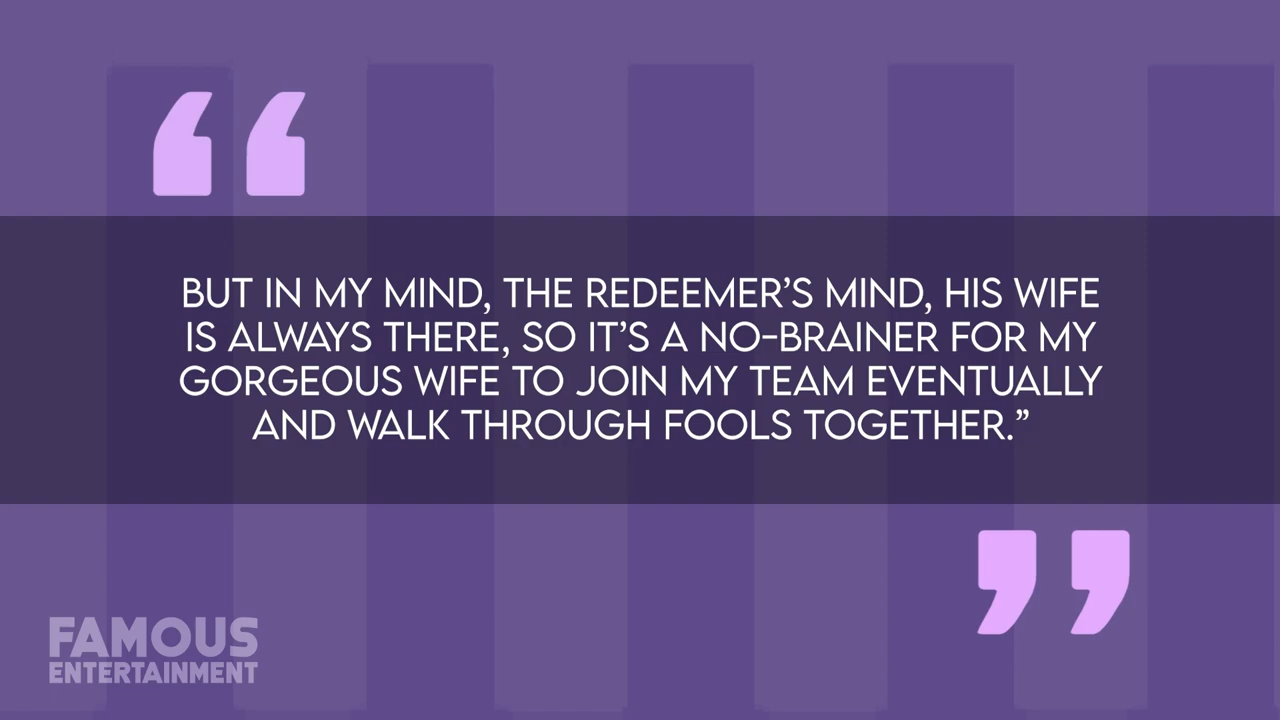 BUT IN MY MIND, THE REDEEMER’S MIND, HIS WIFE
IS ALWAYS THERE, SO IT’S A NO-BRAINER FOR MY
GORGEOUS WIFE TO JOIN MY TEAM EVENTUALLY
AND WALK THROUGH FOOLS TOGETHER.”
FAMOUS
ENTERTAINMENT